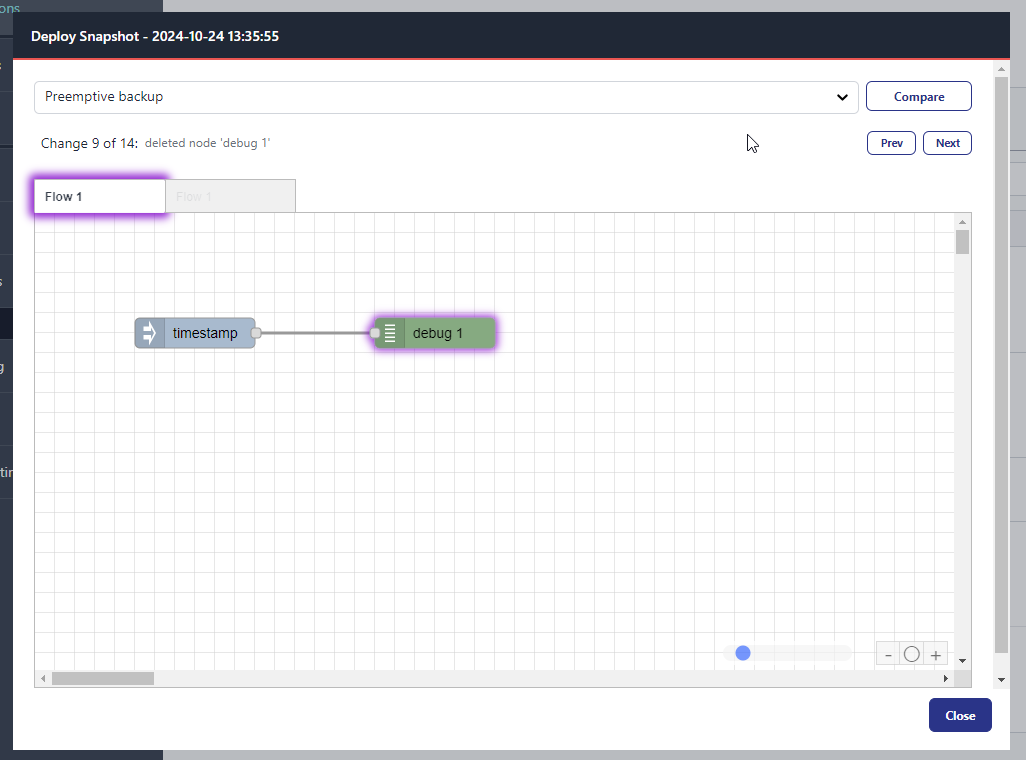 ons
Deploy Snapshot - 2024-10-24 13:35:55
Preemptive backup
Compare
Change 9 of 14: deleted node 'debug 1'
Prev
Next
Flow 1
Flow 1
s
timestamp
debug 1
g
tin
-
+
Close